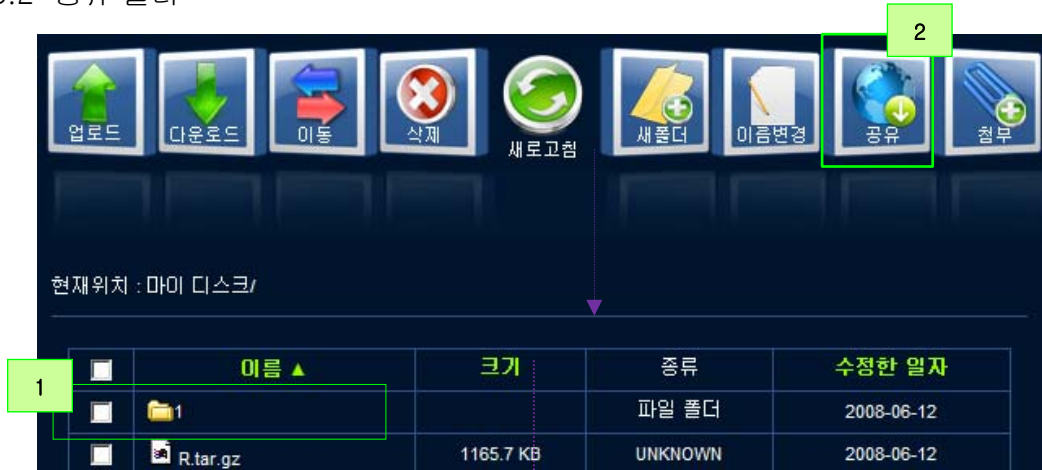 2
업로드 다운로드 이동 삭제 새로고침 새폴더 이름변경 공유 첨부
현재위치 : 마이 디스크/
이름 ▲ 크기 종류 수정한 일자
1
1 파일 폴더 2008-06-12
R.tar.gz 1165.7 KB UNKNOWN 2008-06-12